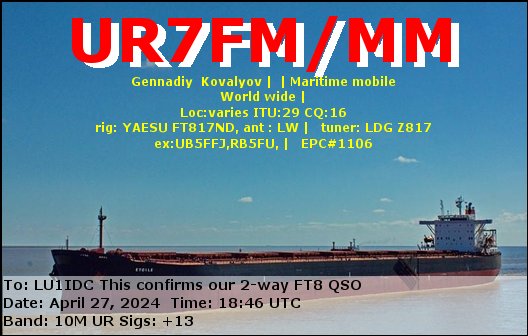 UR7FM/MM
Gennadiy Kovalyov | | Maritime mobile
World wide |
Loc:varies ITU:29 CQ:16
rig: YAESU FT817ND, ant : LW | tuner: LDG Z817
ex:UB5FFJ,RB5FU, | EPC#1106
ETOILE
To: LU1IDC This confirms our 2-way FT8 QSO
Date: April 27, 2024 Time: 18:46 UTC
Band: 10M UR Sigs: +13